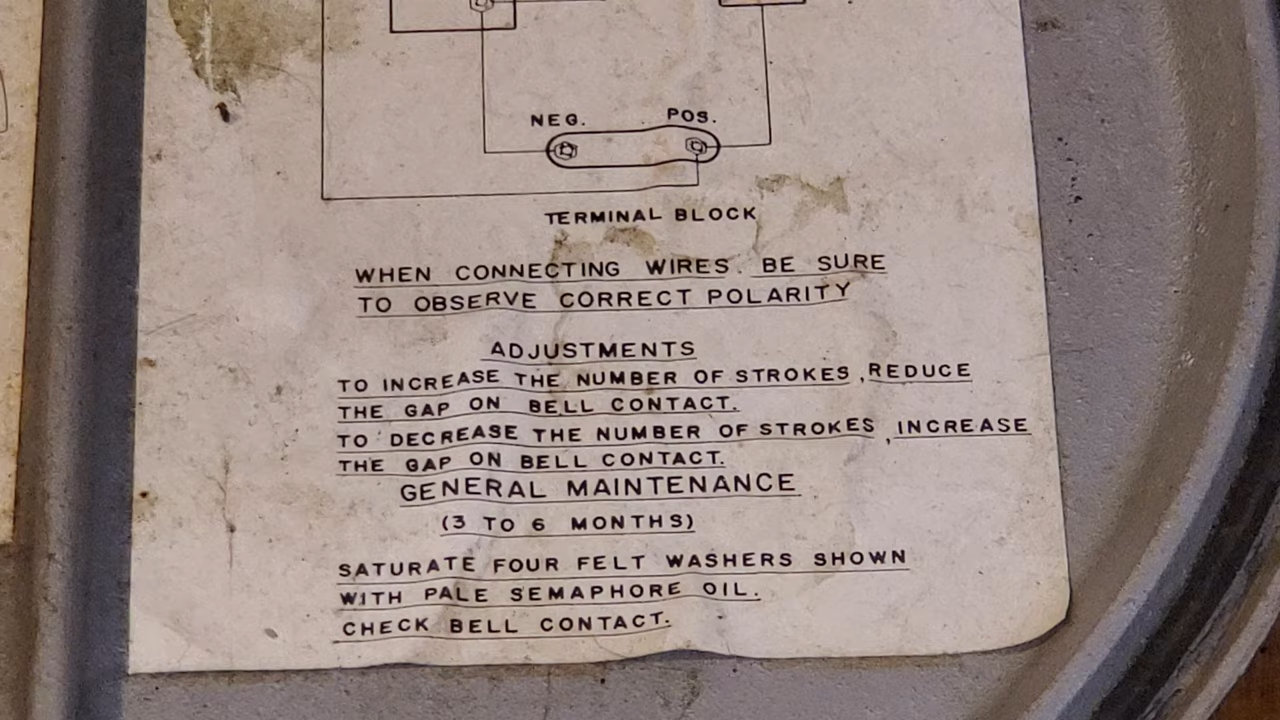 NEG. POS.
TERMINAL BLOCK
WHEN CONNECTING WIRES. BE SURE
TO OBSERVE CORRECT POLARITY
ADJUSTMENTS
TO INCREASE THE NUMBER OF STROKES, REDUCE
THE GAP ON BELL CONTACT.
TO DECREASE THE NUMBER OF STROKES, INCREASE
THE GAP ON BELL CONTACT.
GENERAL MAINTENANCE
(3 TO 6 MONTHS)
SATURATE FOUR FELT WASHERS SHOWN
WITH PALE SEMAPHORE OIL.
CHECK BELL CONTACT.